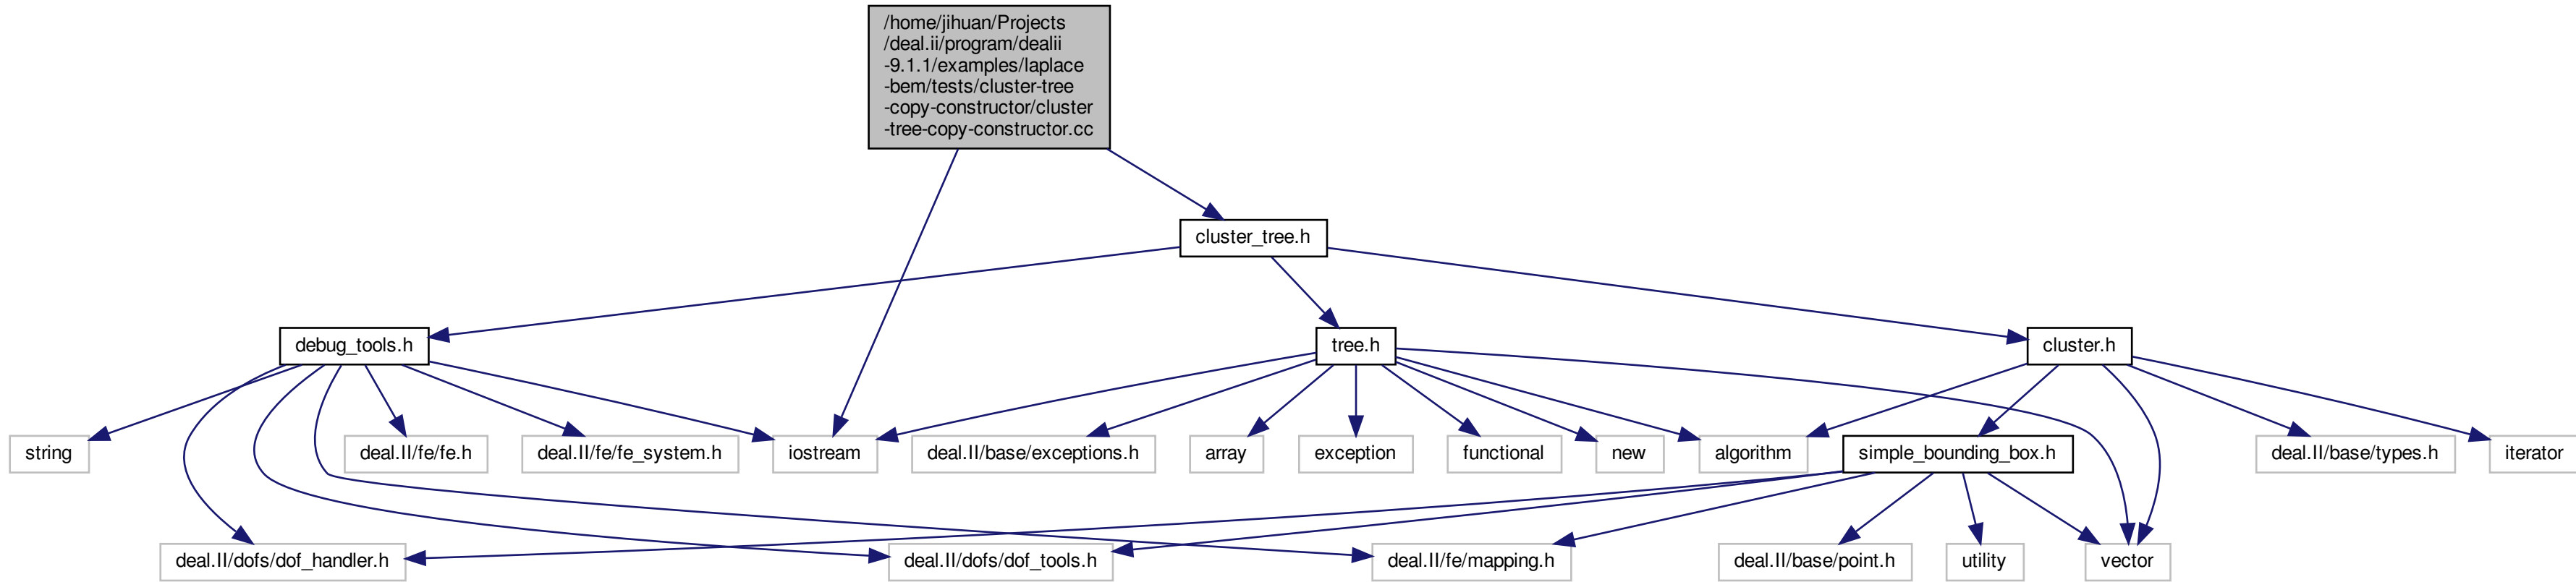 /home/jihuan/Projects
/deal.ii/program/dealii
-9.1.1/examples/laplace
-bem/tests/cluster-tree
-copy-constructor/cluster
-tree-copy-constructor.cc
cluster_tree.h
debug_tools.h
tree.h
cluster.h
string
deal.II/fe/fe.h
deal.II/fe/fe_system.h
iostream
deal.II/base/exceptions.h
array
exception
functional
new
algorithm
simple_bounding_box.h
deal.II/base/types.h
iterator
deal.II/dofs/dof_handler.h
deal.II/dofs/dof_tools.h
deal.II/fe/mapping.h
deal.II/base/point.h
utility
vector